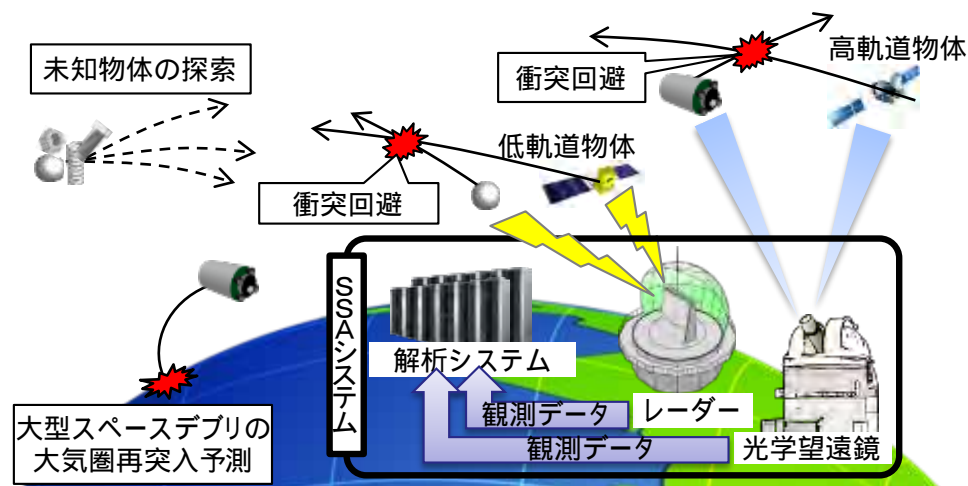 未知物体の探索
衝突回避
高軌道物体
低軌道物体
衝突回避
SSAシステム
解析システム
観測データ
レーダー
観測データ
光学望遠鏡
大型スペースデブリの
大気圏再突入予測